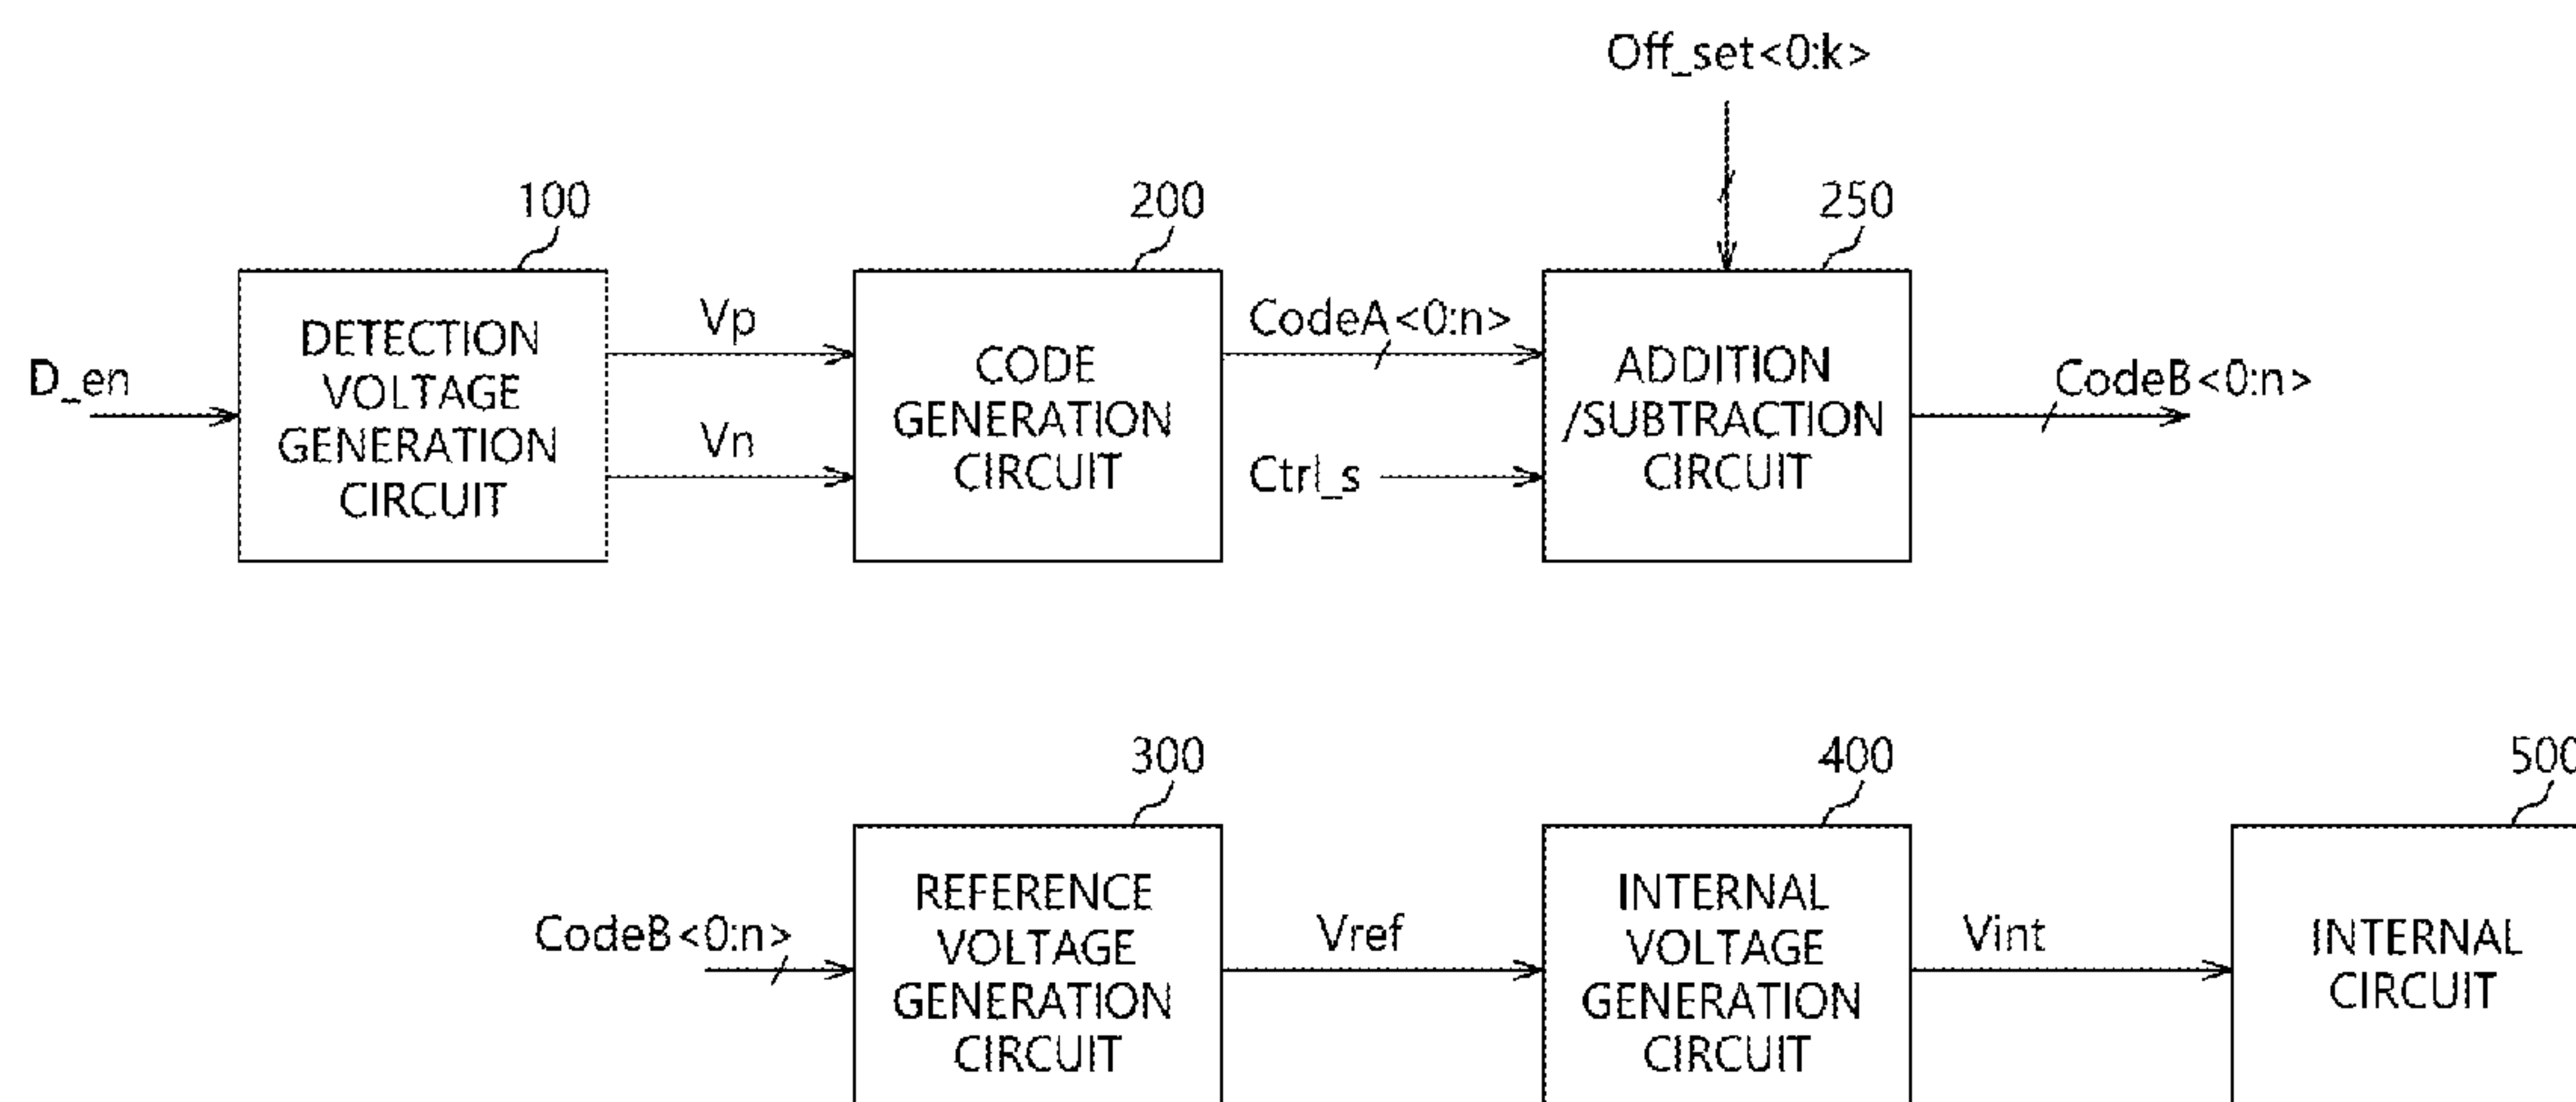 Off_set<0:k>
100
200
250
D_en
DETECTION
VOLTAGE
GENERATION
CIRCUIT
Vp
Vn
CODE
GENERATION
CIRCUIT
CodeA<0:n>
Ctrl_s
ADDITION
/SUBTRACTION
CIRCUIT
CodeB<0:n>
300
400
500
CodeB<0:n>
REFERENCE
VOLTAGE
GENERATION
CIRCUIT
Vref
INTERNAL
VOLTAGE
GENERATION
CIRCUIT
Vint
INTERNAL
CIRCUIT